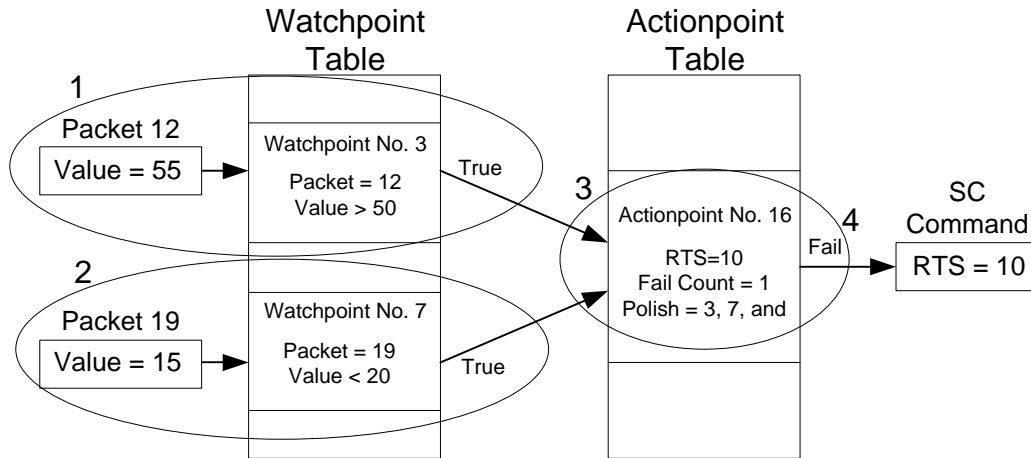 Watchpoint
Table
Actionpoint
Table
1
Packet 12
Value = 55
Watchpoint No. 3
Packet = 12
Value > 50
True
2
Packet 19
Value = 15
Watchpoint No. 7
Packet = 19
Value < 20
True
3
Actionpoint No. 16
RTS=10
Fail Count = 1
Polish = 3, 7, and
4
Fail
SC
Command
RTS = 10